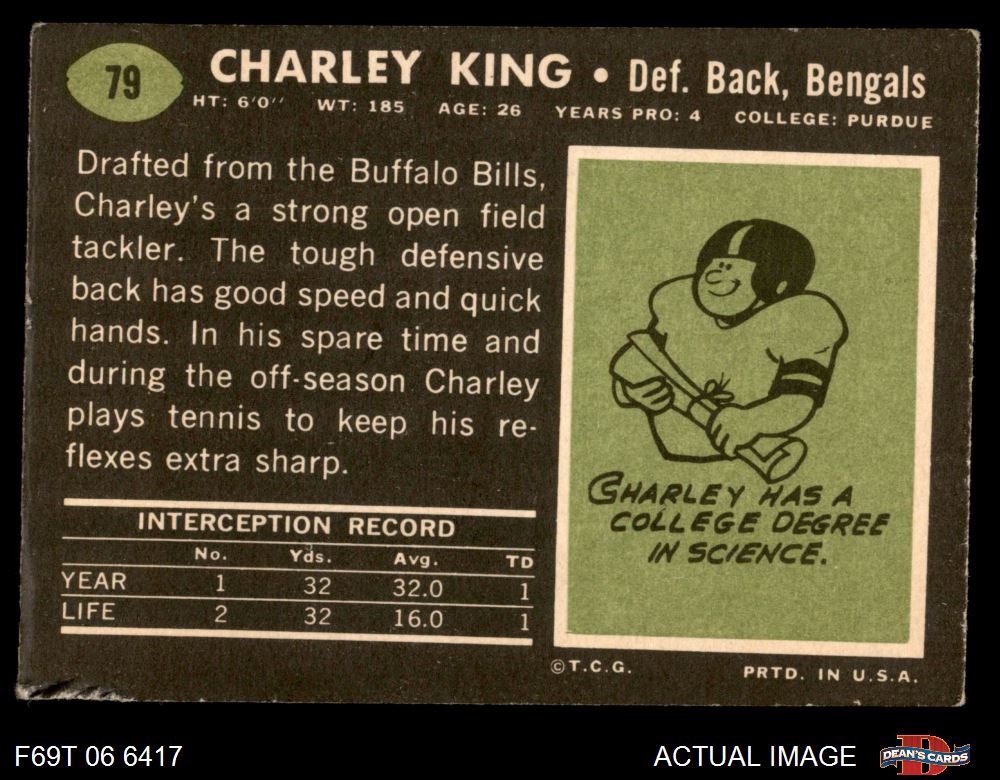 79
CHARLEY KING • Def. Back, Bengals
HT: 6'0'' WT: 185 AGE: 26 YEARS PRO: 4 COLLEGE: PURDUE
Drafted from the Buffalo Bills,
Charley's a strong open field
tackler. The tough defensive
back has good speed and quick
hands. In his spare time and
during the off-season Charley
plays tennis to keep his re-
flexes extra sharp.
INTERCEPTION RECORD
No. Yds. Avg. TD
YEAR 1 32 32.0 1
LIFE 2 32 16.0 1
CHARLEY HAS A
COLLEGE DEGREE
IN SCIENCE.
©T.C.G. PRTD. IN U.S.A.
F69T 06 6417 ACTUAL IMAGE DEAN'S CARDS